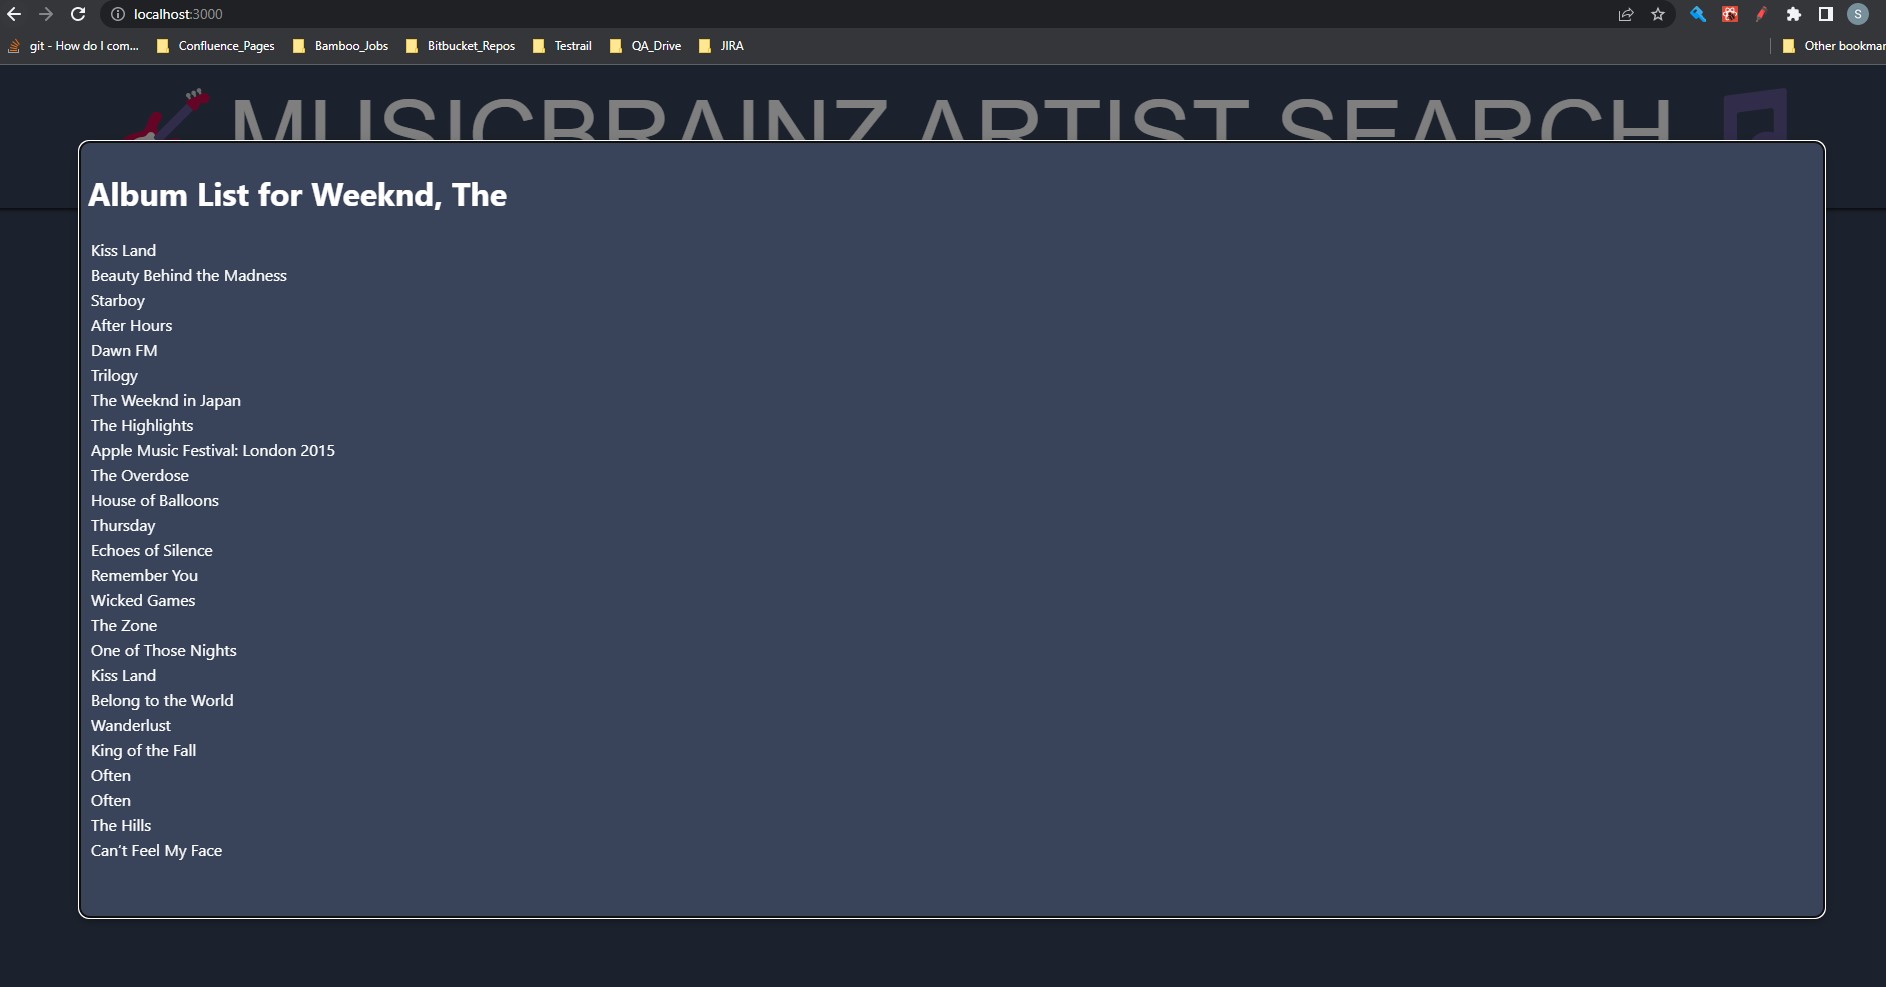 localhost:3000
S
git - How do I com... Confluence_Pages Bamboo_Jobs Bitbucket_Repos Testrail QA_Drive JIRA Other bookmar
MUSICBRAINZ ARTIST SEARCH
Album List for Weeknd, The
Kiss Land
Beauty Behind the Madness
Starboy
After Hours
Dawn FM
Trilogy
The Weeknd in Japan
The Highlights
Apple Music Festival: London 2015
The Overdose
House of Balloons
Thursday
Echoes of Silence
Remember You
Wicked Games
The Zone
One of Those Nights
Kiss Land
Belong to the World
Wanderlust
King of the Fall
Often
Often
The Hills
Can’t Feel My Face